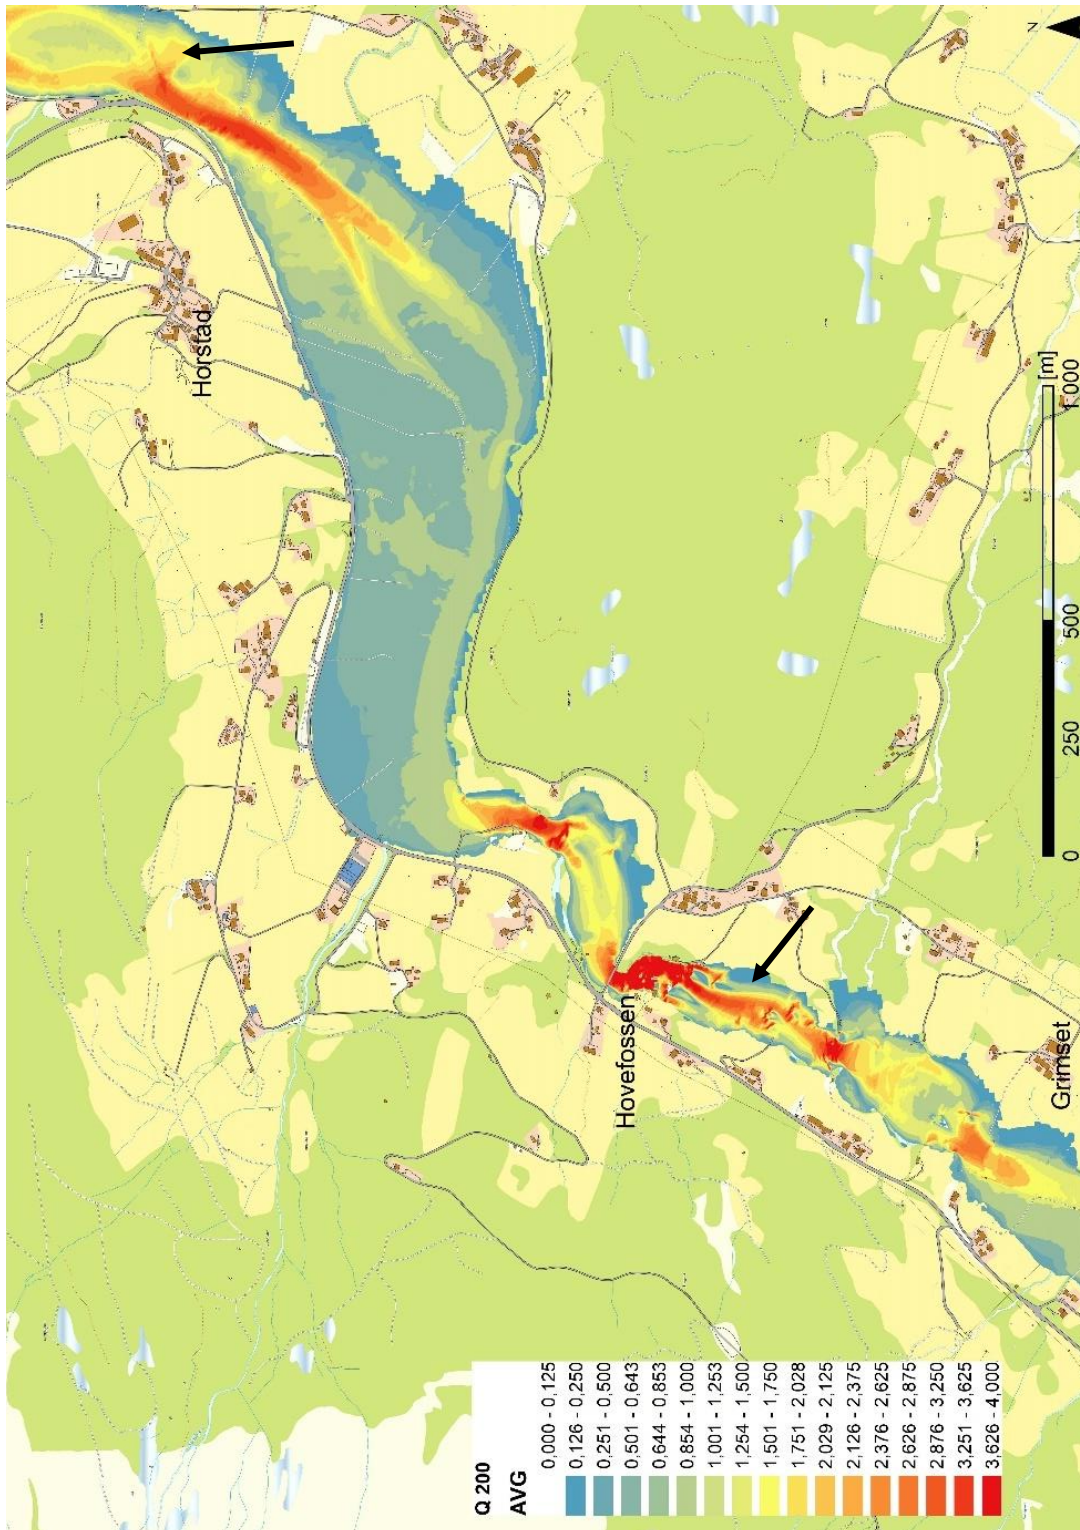 N
Horstad
Hovefossen
Grimset
0
250
500
1 000
[m]
Q 200
AVG
0,000 - 0,125
0,126 - 0,250
0,251 - 0,500
0,501 - 0,643
0,644 - 0,853
0,854 - 1,000
1,001 - 1,253
1,254 - 1,500
1,501 - 1,750
1,751 - 2,028
2,029 - 2,125
2,126 - 2,375
2,376 - 2,625
2,626 - 2,875
2,876 - 3,250
3,251 - 3,625
3,626 - 4,000